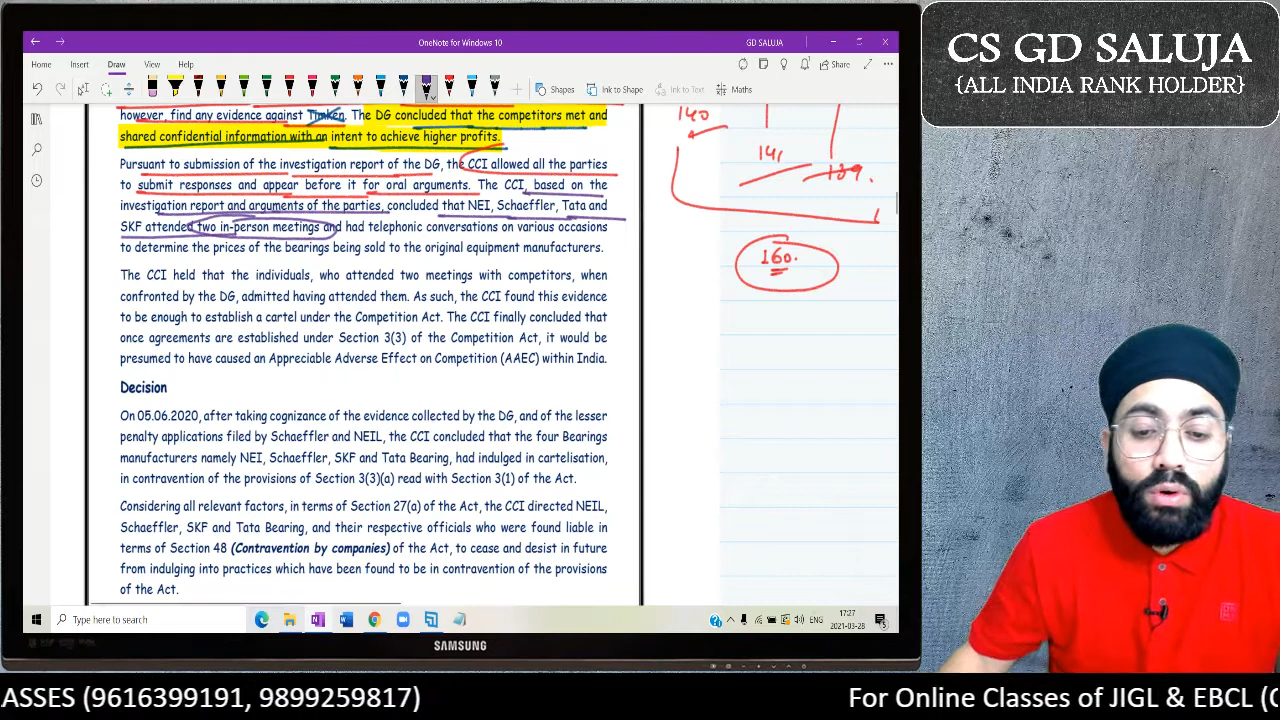 OneNote for Windows 10
GD SALUJA
Home Insert Draw View Help
Share
Shapes Ink to Shape Ink to Text Maths
however, find any evidence against Timken. The DG concluded that the competitors met and
shared confidential information with an intent to achieve higher profits.
Pursuant to submission of the investigation report of the DG, the CCI allowed all the parties
to submit responses and appear before it for oral arguments. The CCI, based on the
investigation report and arguments of the parties, concluded that NEI, Schaeffler, Tata and
SKF attended two in-person meetings and had telephonic conversations on various occasions
to determine the prices of the bearings being sold to the original equipment manufacturers.
The CCI held that the individuals, who attended two meetings with competitors, when
confronted by the DG, admitted having attended them. As such, the CCI found this evidence
to be enough to establish a cartel under the Competition Act. The CCI finally concluded that
once agreements are established under Section 3(3) of the Competition Act, it would be
presumed to have caused an Appreciable Adverse Effect on Competition (AAEC) within India.
Decision
On 05.06.2020, after taking cognizance of the evidence collected by the DG, and of the lesser
penalty applications filed by Schaeffler and NEIL, the CCI concluded that the four Bearings
manufacturers namely NEI, Schaeffler, SKF and Tata Bearing, had indulged in cartelisation,
in contravention of the provisions of Section 3(3)(a) read with Section 3(1) of the Act.
Considering all relevant factors, in terms of Section 27(a) of the Act, the CCI directed NEIL,
Schaeffler, SKF and Tata Bearing, and their respective officials who were found liable in
terms of Section 48 (Contravention by companies) of the Act, to cease and desist in future
from indulging into practices which have been found to be in contravention of the provisions
of the Act.
140
141
139.
160.
Type here to search
ENG
17:27
2021-03-28
SAMSUNG
CS GD SALUJA
{ALL INDIA RANK HOLDER}
ASSES (9616399191, 9899259817)
For Online Classes of JIGL & EBCL (